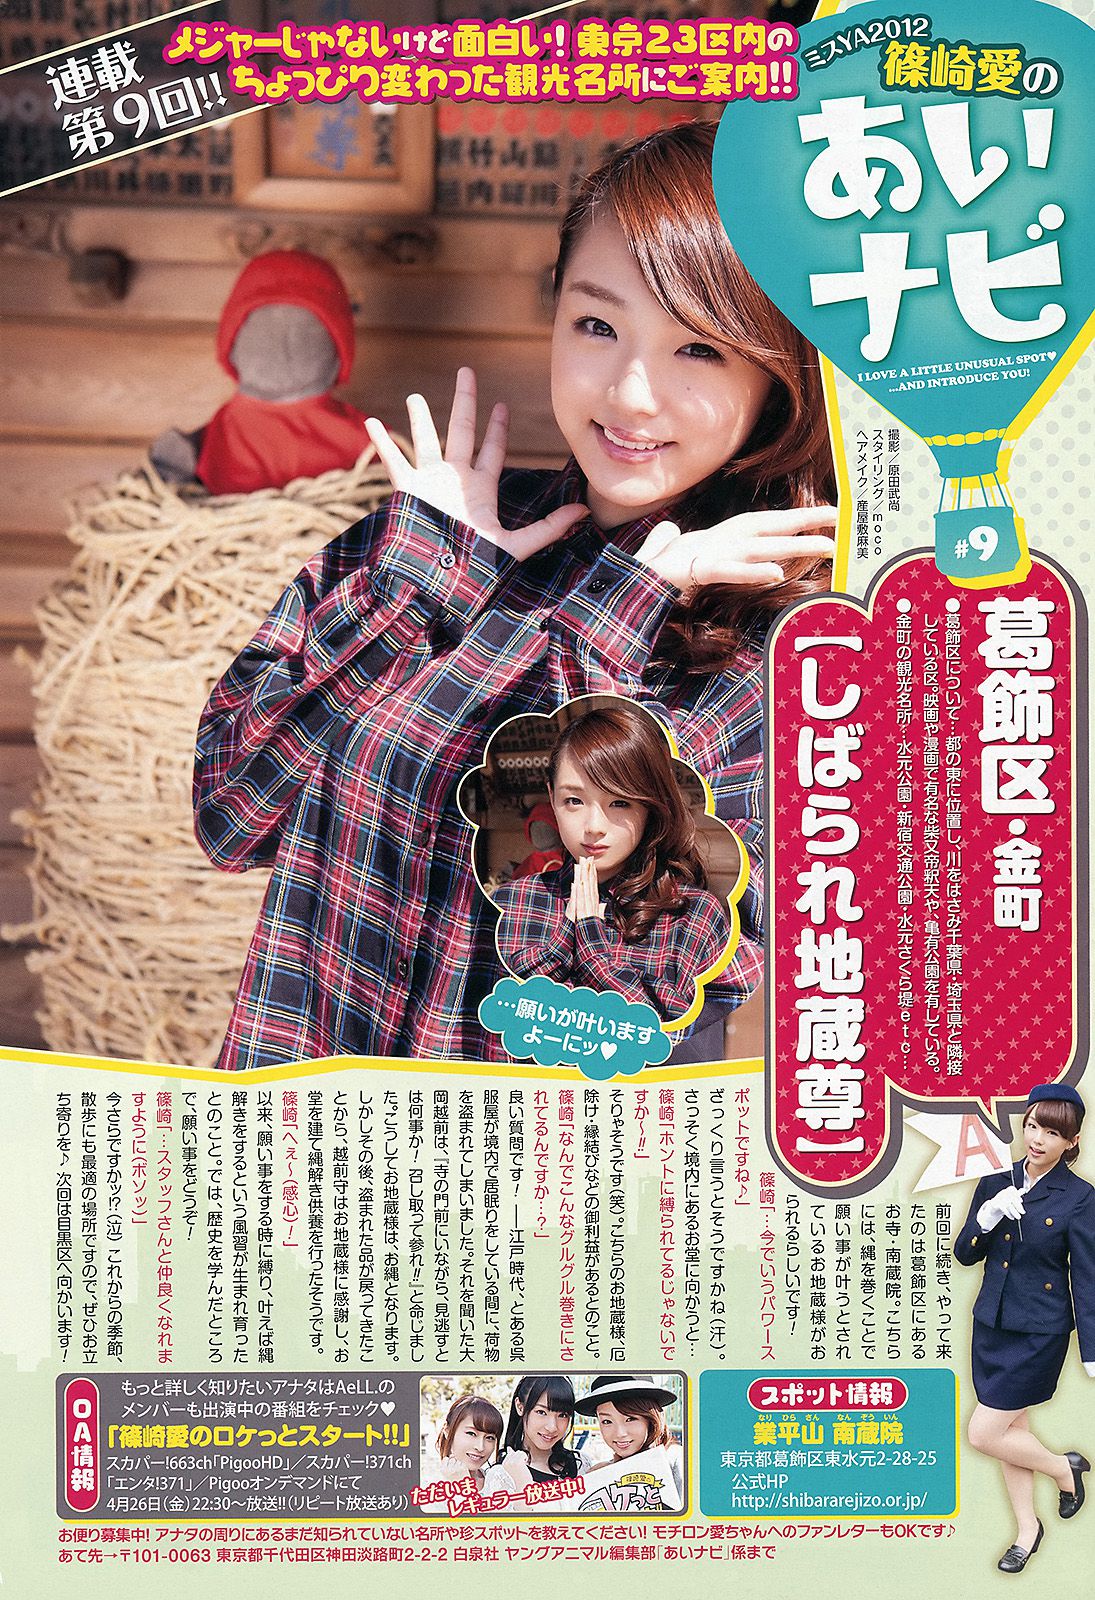 連載
第9回!!
メジャーじゃないけど面白い!東京23区内の
ちょっぴり変わった観光名所にご案内!!
ミスYA2012
篠崎愛の
あい
ナビ
I LOVE A LITTLE UNUSUAL SPOT♥
...AND INTRODUCE YOU!
#9
撮影/原田武尚
スタイリング/moco
ヘアメイク/産屋敷麻美
葛飾区・金町
●葛飾区について…都の東に位置し、川をはさみ千葉県・埼玉県と隣接
している区。映画や漫画で有名な柴又帝釈天や、亀有公園を有している。
●金町の観光名所…水元公園・新宿交通公園・水元さくら堤etc…
【しばられ地蔵尊】
…願いが叶います
よーにッ♥
A
前回に続き、やって来
たのは葛飾区にある
お寺・南蔵院。こちら
には、縄を巻くことで
願い事が叶うとされ
ているお地蔵様がお
られるらしいです!
篠崎「…今でいうパワース
ポットですね♪」
ざっくり言うとそうですかね(汗)。
さっそく境内にあるお堂に向かうと…
篠崎「ホントに縛られてるじゃないで
すか〜!!」
そりゃそうです(笑)。こちらのお地蔵様、厄
除け・縁結びなどの御利益があるとのこと。
篠崎「なんでこんなグルグル巻きにさ
れてるんですか…?」
良い質問です!――江戸時代、とある呉
服屋が境内で居眠りをしている間に、荷物
を盗まれてしまいました。それを聞いた大
岡越前は、『寺の門前にいながら、見逃すと
は何事か!召し取って参れ!!』と命じまし
た。こうしてお地蔵様は、お縄となります。
しかしその後、盗まれた品が戻ってきたこ
とから、越前守はお地蔵様に感謝し、お
堂を建て縄解き供養を行ったそうです。
篠崎「へぇ〜(感心)!」
以来、願い事をする時に縛り、叶えば縄
解きをするという風習が生まれ育った
とのこと。では、歴史を学んだところ
で、願い事をどうぞ!
篠崎「…スタッフさんと仲良くなれま
すように(ボソッ)」
今さらですかッ!?(泣) これからの季節、
散歩にも最適の場所ですので、ぜひお立
ち寄りを♪ 次回は目黒区へ向かいます!
OA情報
もっと詳しく知りたいアナタはAeLL.の
メンバーも出演中の番組をチェック♥
「篠崎愛のロケっとスタート!!」
スカパー!663ch「PigooHD」/スカパー!371ch
「エンタ!371」/Pigooオンデマンドにて
4月26日(金)22:30〜放送!!(リピート放送あり)
ただいま
レギュラー放送中!
スポット情報
なりひらさん なんぞういん
業平山 南蔵院
東京都葛飾区東水元2-28-25
公式HP
http://shibararejizo.or.jp/
お便り募集中!アナタの周りにあるまだ知られていない名所や珍スポットを教えてください!モチロン愛ちゃんへのファンレターもOKです♪
あて先→〒101-0063 東京都千代田区神田淡路町2-2-2 白泉社 ヤングアニマル編集部「あいナビ」係まで